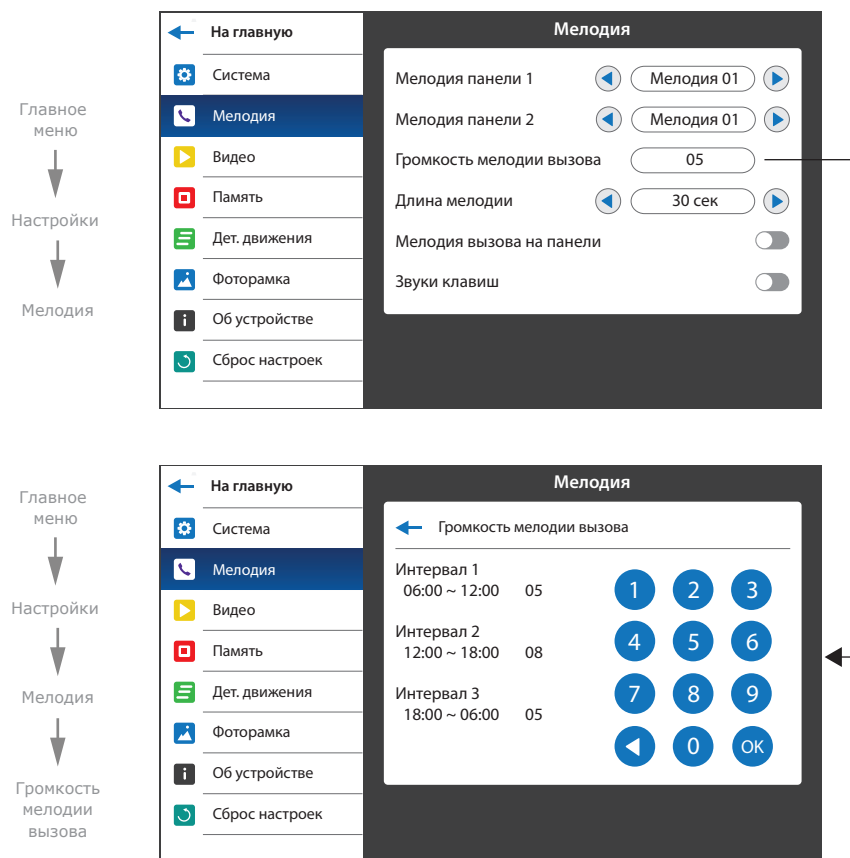 Главное
меню
Настройки
Мелодия
На главную
Система
Мелодия
Видео
Память
Дет. движения
Фоторамка
Об устройстве
Сброс настроек
Мелодия
Мелодия панели 1 Мелодия 01
Мелодия панели 2 Мелодия 01
Громкость мелодии вызова 05
Длина мелодии 30 сек
Мелодия вызова на панели
Звуки клавиш
Главное
меню
Настройки
Мелодия
Громкость
мелодии
вызова
На главную
Система
Мелодия
Видео
Память
Дет. движения
Фоторамка
Об устройстве
Сброс настроек
Мелодия
Громкость мелодии вызова
Интервал 1
06:00 ~ 12:00 05
Интервал 2
12:00 ~ 18:00 08
Интервал 3
18:00 ~ 06:00 05
1 2 3
4 5 6
7 8 9
0 OK